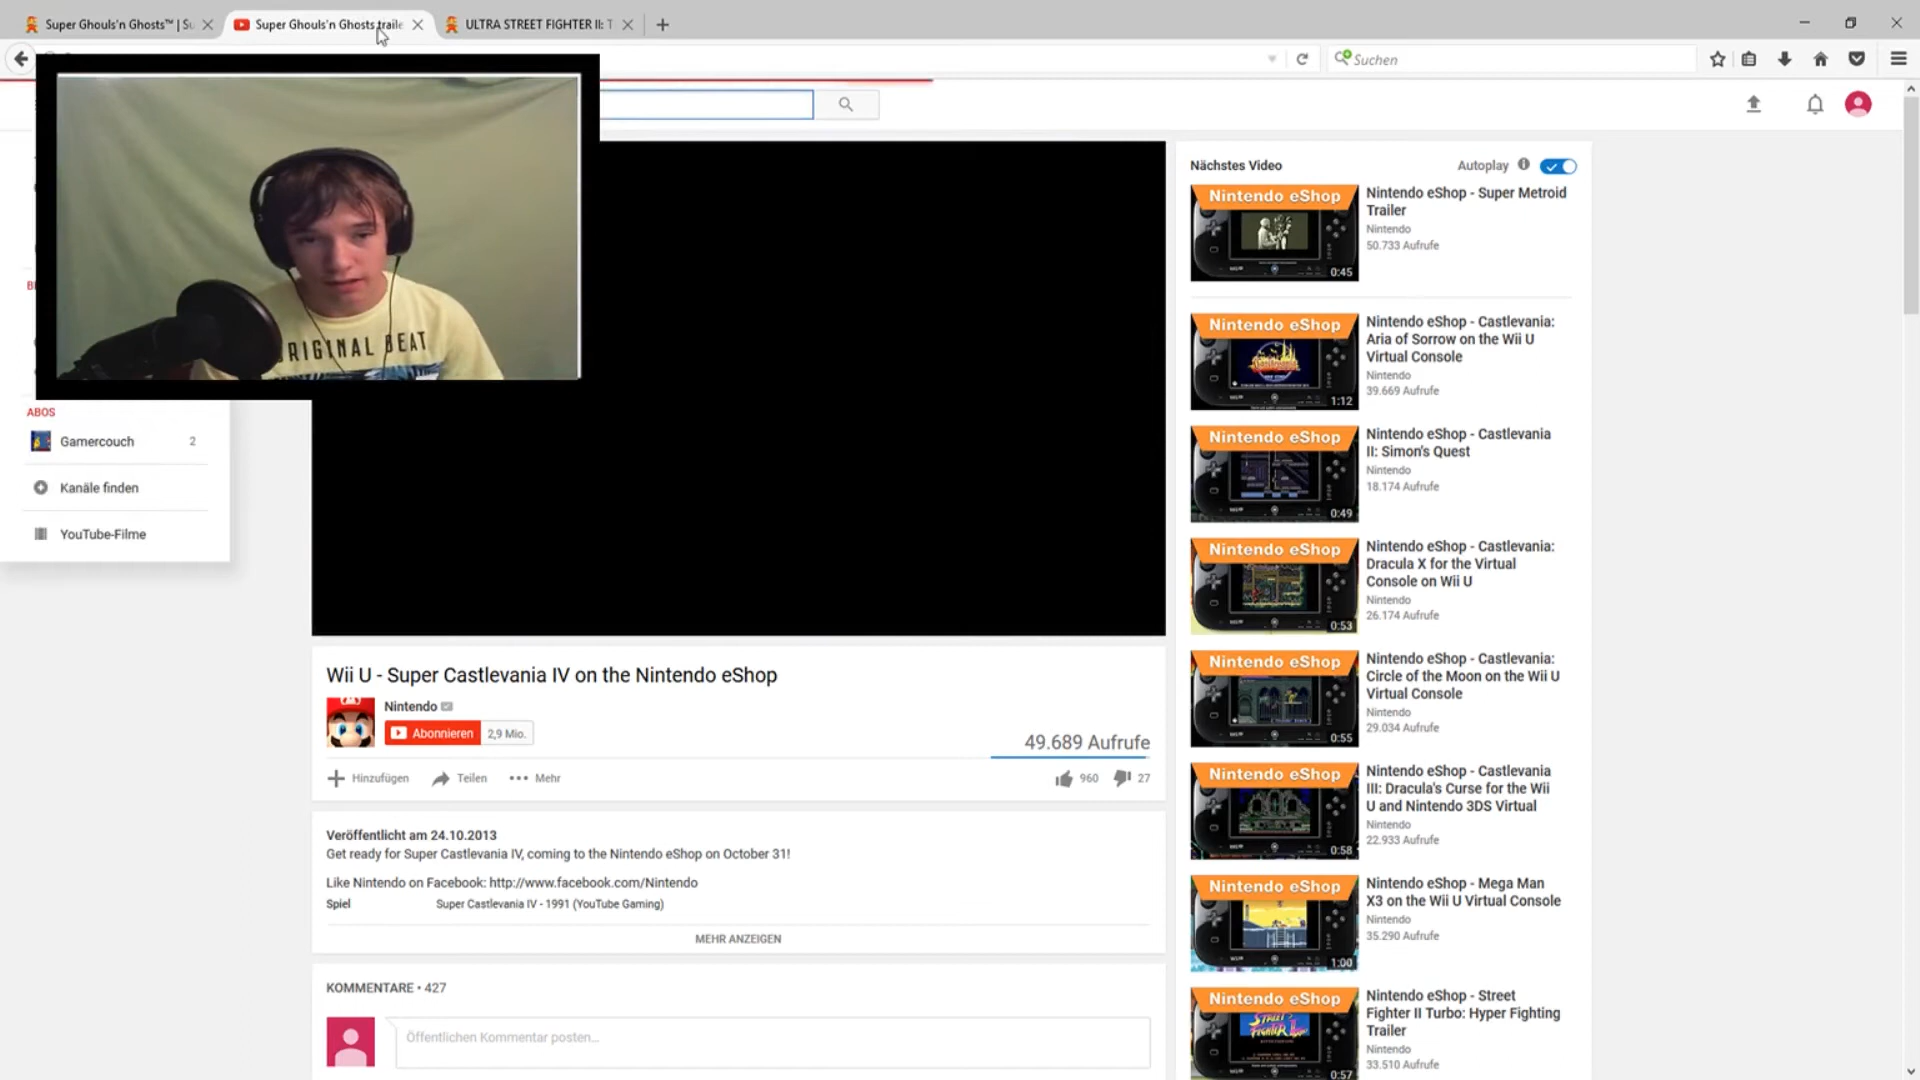 Super Ghouls'n Ghosts™ | Su
Super Ghouls'n Ghosts traile
ULTRA STREET FIGHTER II: T
Suchen
ORIGINAL BEAT
ABOS
Gamercouch 2
Kanäle finden
YouTube-Filme
Wii U - Super Castlevania IV on the Nintendo eShop
Nintendo
Abonnieren 2,9 Mio.
49.689 Aufrufe
Hinzufügen Teilen Mehr 960 27
Veröffentlicht am 24.10.2013
Get ready for Super Castlevania IV, coming to the Nintendo eShop on October 31!
Like Nintendo on Facebook: http://www.facebook.com/Nintendo
Spiel Super Castlevania IV - 1991 (YouTube Gaming)
MEHR ANZEIGEN
KOMMENTARE • 427
Öffentlichen Kommentar posten...
Nächstes Video Autoplay
Nintendo eShop
0:45
Nintendo eShop - Super Metroid
Trailer
Nintendo
50.733 Aufrufe
Nintendo eShop
1:12
Nintendo eShop - Castlevania:
Aria of Sorrow on the Wii U
Virtual Console
Nintendo
39.669 Aufrufe
Nintendo eShop
0:49
Nintendo eShop - Castlevania
II: Simon's Quest
Nintendo
18.174 Aufrufe
Nintendo eShop
0:53
Nintendo eShop - Castlevania:
Dracula X for the Virtual
Console on Wii U
Nintendo
26.174 Aufrufe
Nintendo eShop
0:55
Nintendo eShop - Castlevania:
Circle of the Moon on the Wii U
Virtual Console
Nintendo
29.034 Aufrufe
Nintendo eShop
0:58
Nintendo eShop - Castlevania
III: Dracula's Curse for the Wii
U and Nintendo 3DS Virtual
Nintendo
22.933 Aufrufe
Nintendo eShop
1:00
Nintendo eShop - Mega Man
X3 on the Wii U Virtual Console
Nintendo
35.290 Aufrufe
Nintendo eShop
0:57
Nintendo eShop - Street
Fighter II Turbo: Hyper Fighting
Trailer
Nintendo
33.510 Aufrufe